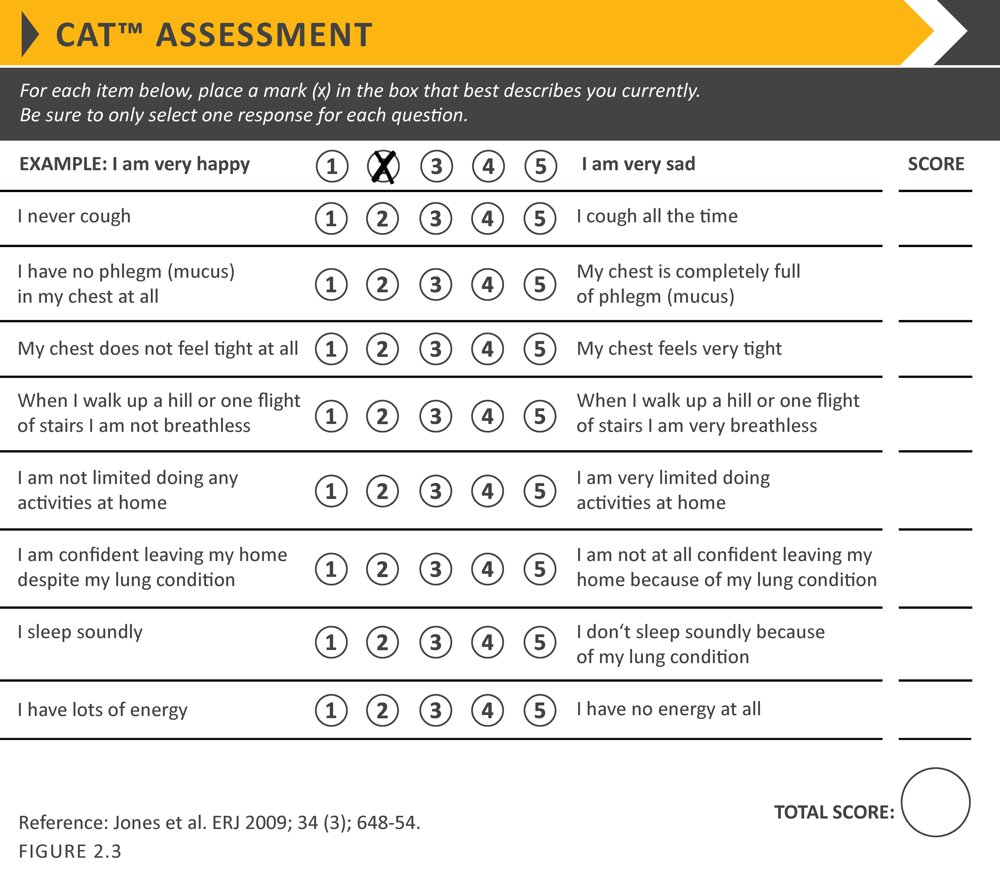 CAT™ ASSESSMENT
For each item below, place a mark (x) in the box that best describes you currently.
Be sure to only select one response for each question.
EXAMPLE: I am very happy 1 X 3 4 5 I am very sad SCORE
I never cough 1 2 3 4 5 I cough all the time
I have no phlegm (mucus) My chest is completely full
1 2 3 4 5
in my chest at all of phlegm (mucus)
My chest does not feel tight at all 1 2 3 4 5 My chest feels very tight
When I walk up a hill or one flight When I walk up a hill or one flight
1 2 3 4 5
of stairs I am not breathless of stairs I am very breathless
I am not limited doing any I am very limited doing
1 2 3 4 5
activities at home activities at home
I am confident leaving my home I am not at all confident leaving my
1 2 3 4 5
despite my lung condition home because of my lung condition
I sleep soundly I don‘t sleep soundly because
1 2 3 4 5
of my lung condition
I have lots of energy 1 2 3 4 5 I have no energy at all
TOTAL SCORE:
Reference: Jones et al. ERJ 2009; 34 (3); 648-54.
FIGURE 2.3